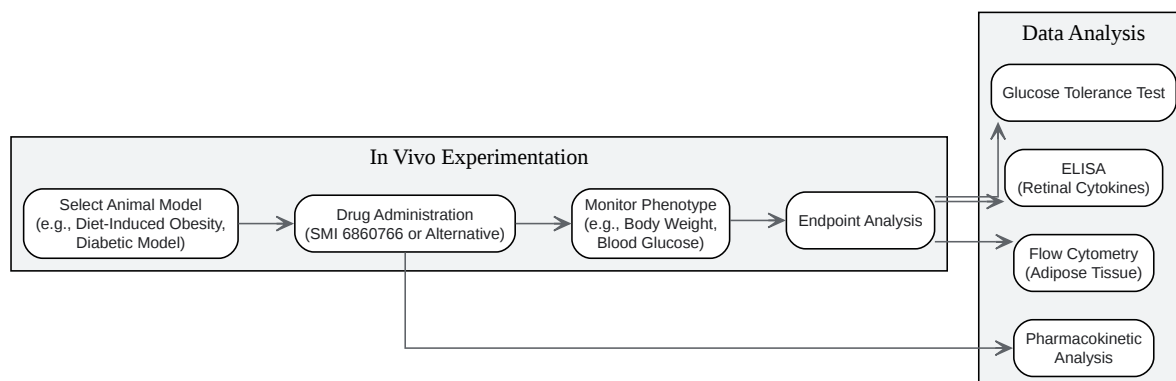 Data Analysis
Glucose Tolerance Test
In Vivo Experimentation
ELISA
(Retinal Cytokines)
Select Animal Model
(e.g., Diet-Induced Obesity,
Diabetic Model)
Drug Administration
(SMI 6860766 or Alternative)
Monitor Phenotype
(e.g., Body Weight,
Blood Glucose)
Endpoint Analysis
Flow Cytometry
(Adipose Tissue)
Pharmacokinetic
Analysis